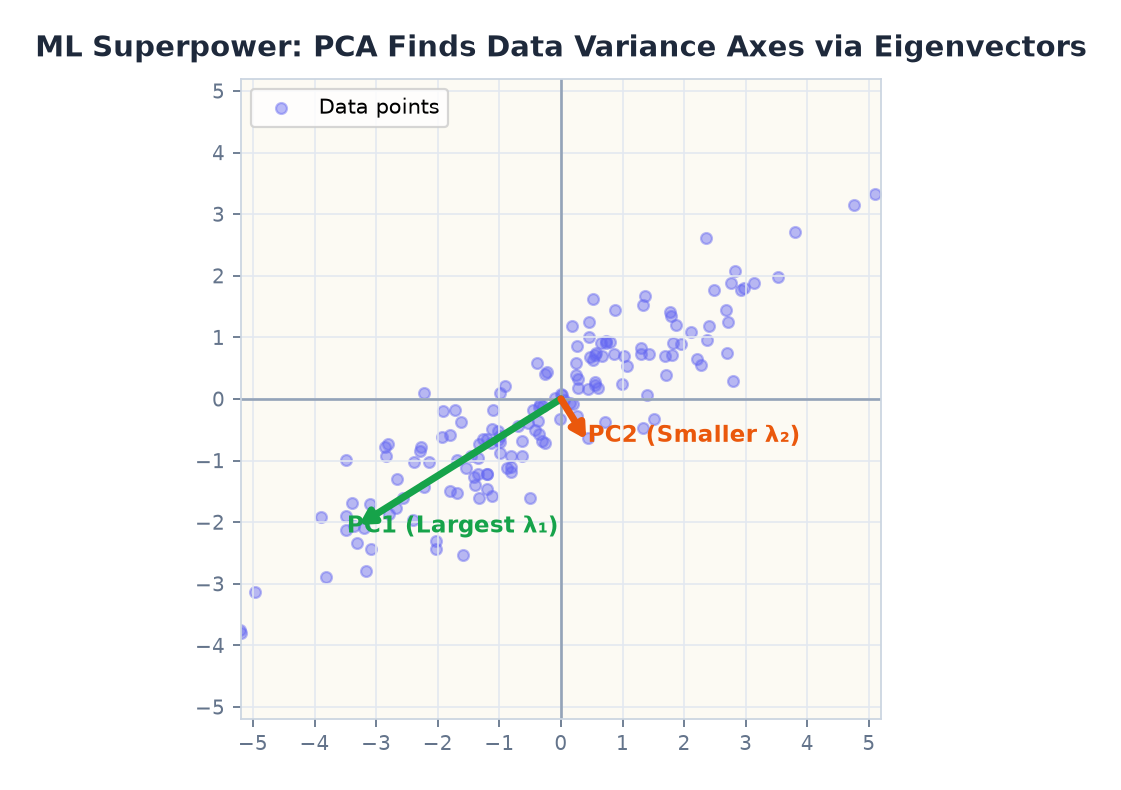 ML Superpower: PCA Finds Data Variance Axes via Eigenvectors
Data points
5
4
3
2
1
0
−1
−2
−3
−4
−5
PC2 (Smaller λ₂)
PC1 (Largest λ₁)
−5 −4 −3 −2 −1 0 1 2 3 4 5